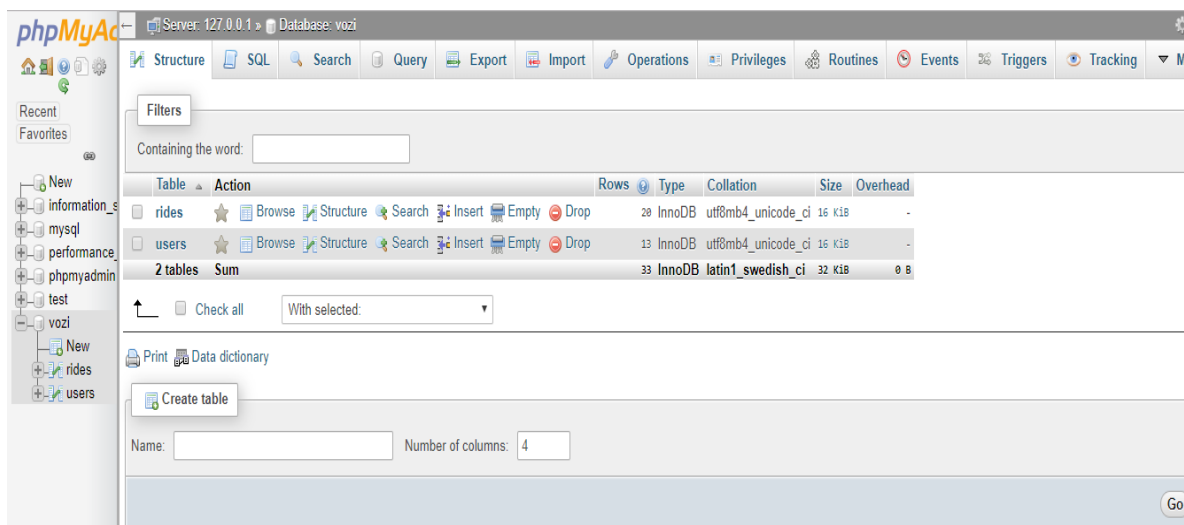 phpMyAd
Server: 127.0.0.1 » Database: vozi
Structure SQL Search Query Export Import Operations Privileges Routines Events Triggers Tracking M
Recent
Favorites
New
information_s
mysql
performance_
phpmyadmin
test
vozi
New
rides
users
Filters
Containing the word:
Table Action Rows Type Collation Size Overhead
rides Browse Structure Search Insert Empty Drop 20 InnoDB utf8mb4_unicode_ci 16 KiB -
users Browse Structure Search Insert Empty Drop 13 InnoDB utf8mb4_unicode_ci 16 KiB -
2 tables Sum 33 InnoDB latin1_swedish_ci 32 KiB 0 B
Check all With selected:
Print Data dictionary
Create table
Name: Number of columns: 4
Go